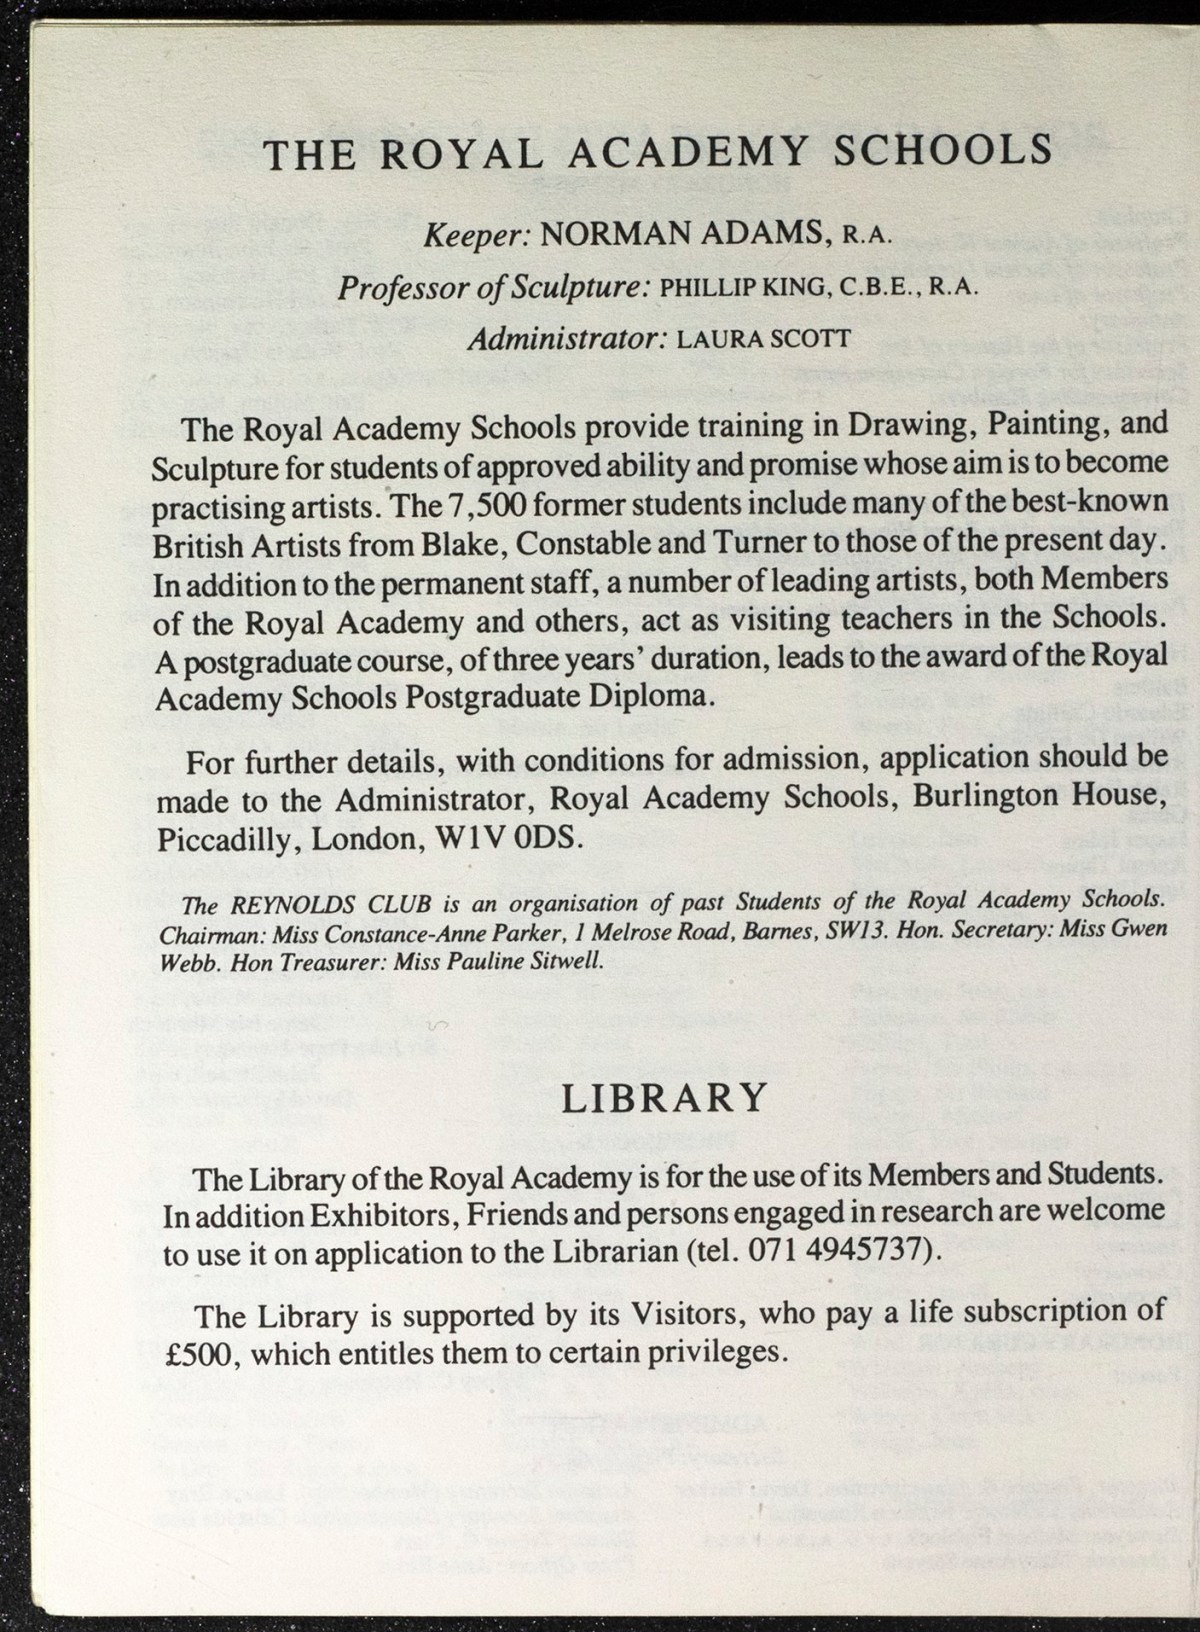 THE ROYAL ACADEMY SCHOOLS
Keeper: NORMAN ADAMS, R.A.
Professor of Sculpture: PHILLIP KING, C.B.E., R.A.
Administrator: LAURA SCOTT
The Royal Academy Schools provide training in Drawing, Painting, and
Sculpture for students of approved ability and promise whose aim is to become
practising artists. The 7,500 former students include many of the best-known
British Artists from Blake, Constable and Turner to those of the present day.
In addition to the permanent staff, a number of leading artists, both Members
of the Royal Academy and others, act as visiting teachers in the Schools.
A postgraduate course, of three years' duration, leads to the award of the Royal
Academy Schools Postgraduate Diploma.
For further details, with conditions for admission, application should be
made to the Administrator, Royal Academy Schools, Burlington House,
Piccadilly, London, W1V 0DS.
The REYNOLDS CLUB is an organisation of past Students of the Royal Academy Schools.
Chairman: Miss Constance-Anne Parker, 1 Melrose Road, Barnes, SW13. Hon. Secretary: Miss Gwen
Webb. Hon Treasurer: Miss Pauline Sitwell.
LIBRARY
The Library of the Royal Academy is for the use of its Members and Students.
In addition Exhibitors, Friends and persons engaged in research are welcome
to use it on application to the Librarian (tel. 071 4945737).
The Library is supported by its Visitors, who pay a life subscription of
£500, which entitles them to certain privileges.